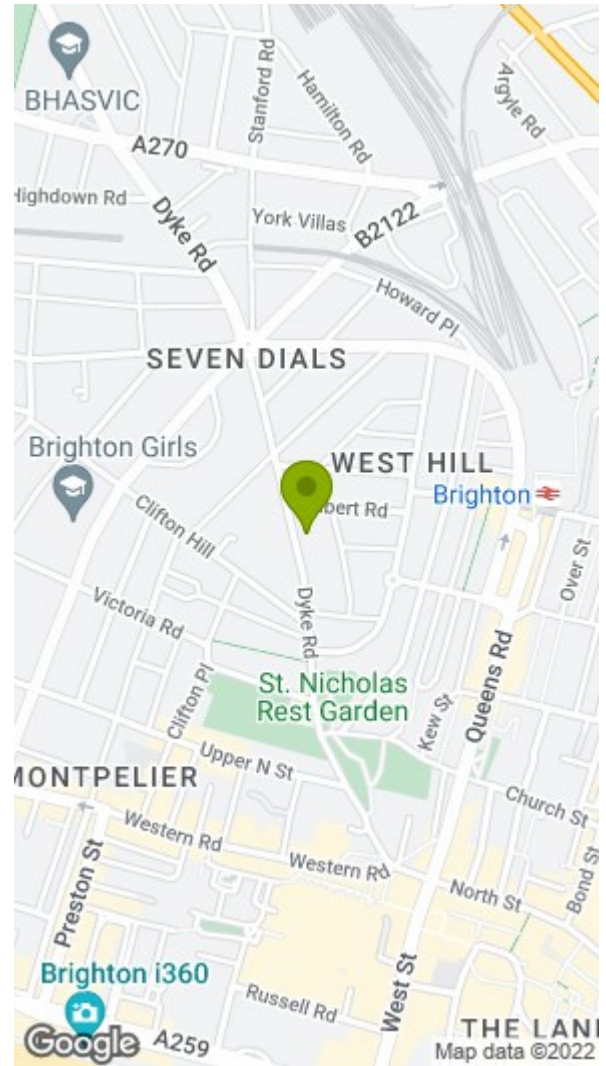 BHASVIC
Stanford Rd
Hamilton Rd
Argyle Rd
A270
Highdown Rd
Dyke Rd
York Villas
B2122
Howard Pl
SEVEN DIALS
Brighton Girls
WEST HILL
bert Rd
Brighton
Clifton Hill
Over St
Victoria Rd
Dyke Rd
Clifton Pl
St. Nicholas
Rest Garden
Kew St
Queens Rd
MONTPELIER
Upper N St
Church St
Western Rd
Western Rd
Bond St
North St
Preston St
Brighton i360
Russell Rd
West St
THE LANE
Google
A259
Map data ©2022